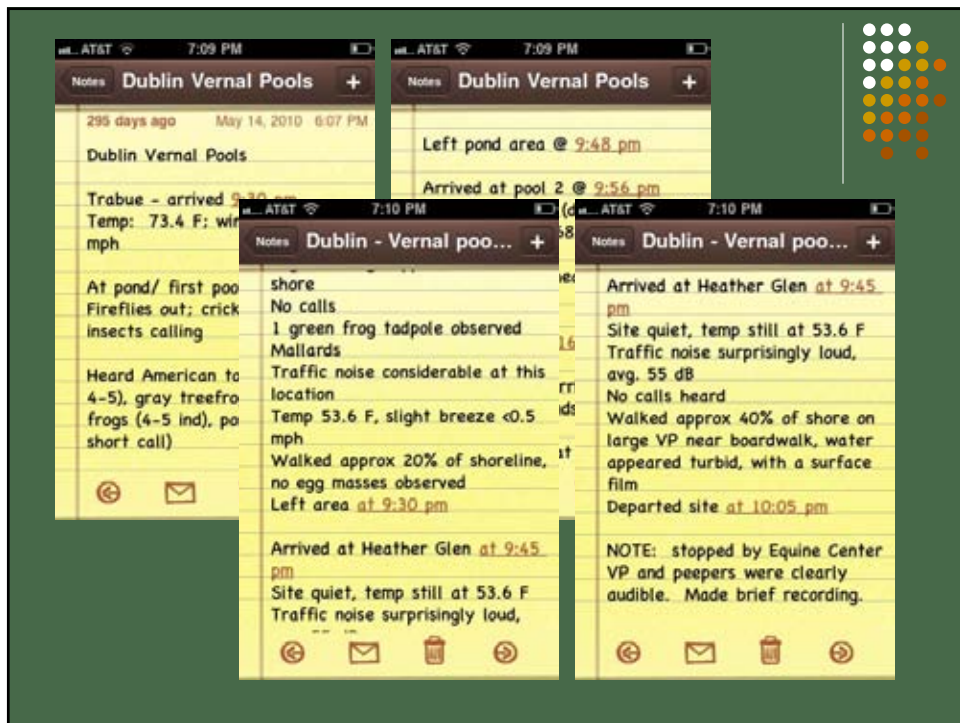 AT&T 7:09 PM
Notes Dublin Vernal Pools +
295 days ago May 14, 2010 6:07 PM
Dublin Vernal Pools
Trabue - arrived 9:30 pm
Temp: 73.4 F;
mph
At pond/ first
Fireflies out;
insects calling
Heard American
4-5), gray
frogs (4-5 ind),
short call)
AT&T 7:09 PM
Notes Dublin Vernal Pools +
Left pond area @ 9:48 pm
Arrived at pool 2 @ 9:56 pm
AT&T 7:10 PM
Notes Dublin - Vernal poo... +
shore
No calls
1 green frog tadpole observed
Mallards
Traffic noise considerable at this
location
Temp 53.6 F, slight breeze <0.5
mph
Walked approx 20% of shoreline,
no egg masses observed
Left area at 9:30 pm
Arrived at Heather Glen at 9:45
pm
Site quiet, temp still at 53.6 F
Traffic noise surprisingly loud,
AT&T 7:10 PM
Notes Dublin - Vernal poo... +
Arrived at Heather Glen at 9:45
pm
Site quiet, temp still at 53.6 F
Traffic noise surprisingly loud,
avg. 55 dB
No calls heard
Walked approx 40% of shore on
large VP near boardwalk, water
appeared turbid, with a surface
film
Departed site at 10:05 pm
NOTE: stopped by Equine Center
VP and peepers were clearly
audible. Made brief recording.